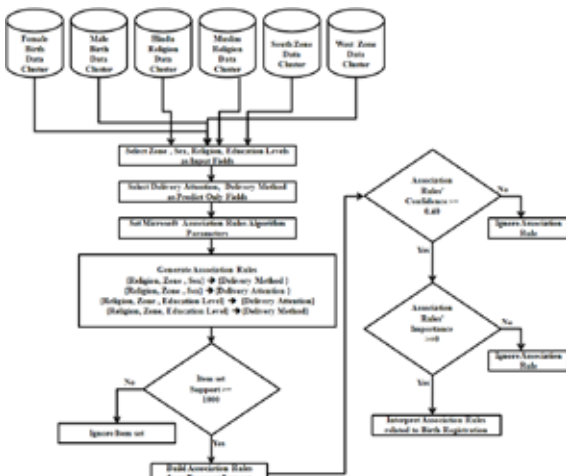 Female
Birth
Data
Cluster
Male
Birth
Data
Cluster
Hindu
Religion
Data
Cluster
Muslim
Religion
Data
Cluster
South Zone
Data
Cluster
West Zone
Data
Cluster
Select Zone , Sex, Religion, Education Levels
as Input Fields
Select Delivery Attention, Delivery Method
as Predict Only Fields
Set Microsoft Association Rules Algorithm
Parameters
Generate Association Rules
{Religion, Zone , Sex} → {Delivery Method }
{Religion, Zone , Sex} → {Delivery Attention }
{Religion, Zone , Education Level} → {Delivery Attention}
{Religion, Zone, Education Level} → {Delivery Method}
Item set
Support >=
1000
No
Ignore Item set
Yes
Build Association Rules
Association
Rules'
Confidence >=
0.40
No
Ignore Association
Rule
Yes
Association
Rules'
Importance
>=0
No
Ignore Association
Rule
Yes
Interpret Association Rules
related to Birth Registration